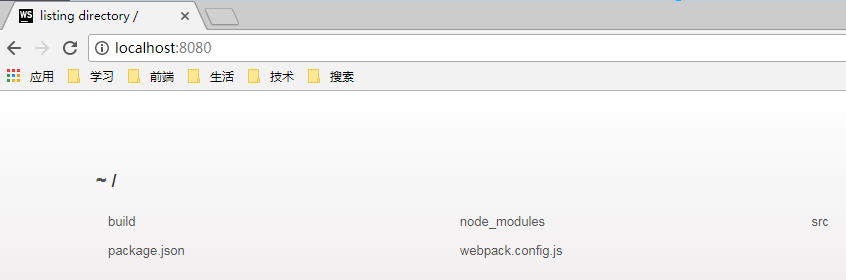 WS listing directory /
localhost:8080
应用 学习 前端 生活 技术 搜索
~ /
build node_modules src
package.json webpack.config.js